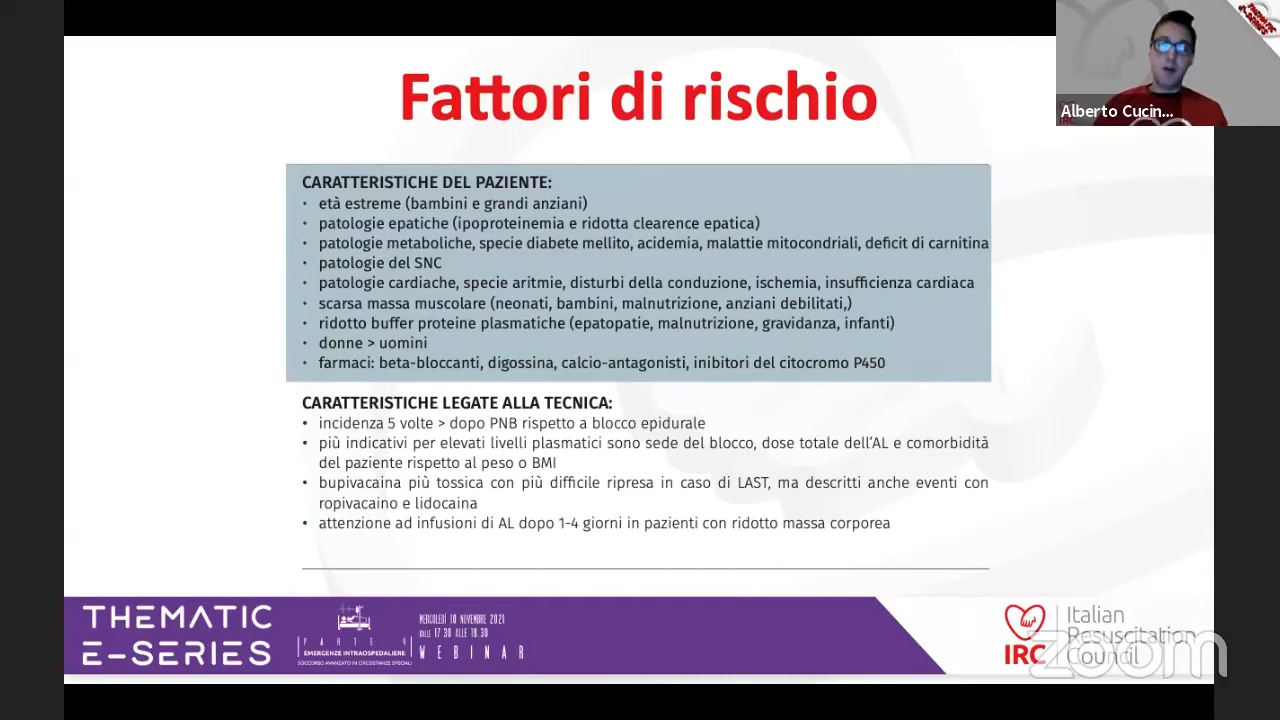 Fattori di rischio
Alberto Cucin...
CARATTERISTICHE DEL PAZIENTE:
• età estreme (bambini e grandi anziani)
• patologie epatiche (ipoproteinemia e ridotta clearence epatica)
• patologie metaboliche, specie diabete mellito, acidemia, malattie mitocondriali, deficit di carnitina
• patologie del SNC
• patologie cardiache, specie aritmie, disturbi della conduzione, ischemia, insufficienza cardiaca
• scarsa massa muscolare (neonati, bambini, malnutrizione, anziani debilitati,)
• ridotto buffer proteine plasmatiche (epatopatie, malnutrizione, gravidanza, infanti)
• donne > uomini
• farmaci: beta-bloccanti, digossina, calcio-antagonisti, inibitori del citocromo P450
CARATTERISTICHE LEGATE ALLA TECNICA:
• incidenza 5 volte > dopo PNB rispetto a blocco epidurale
• più indicativi per elevati livelli plasmatici sono sede del blocco, dose totale dell'AL e comorbidità
del paziente rispetto al peso o BMI
• bupivacaina più tossica con più difficile ripresa in caso di LAST, ma descritti anche eventi con
ropivacaino e lidocaina
• attenzione ad infusioni di AL dopo 1-4 giorni in pazienti con ridotto massa corporea
THEMATIC
E-SERIES
PARTE 4
EMERGENZE INTRAOSPEDALIERE
SOCCORSO AVANZATO IN CIRCOSTANZE SPECIALI
MERCOLEDÌ 10 NOVEMBRE 2021
DALLE 17.30 ALLE 19.30
WEBINAR
IRC
Italian
Resuscitation
Council
zoom